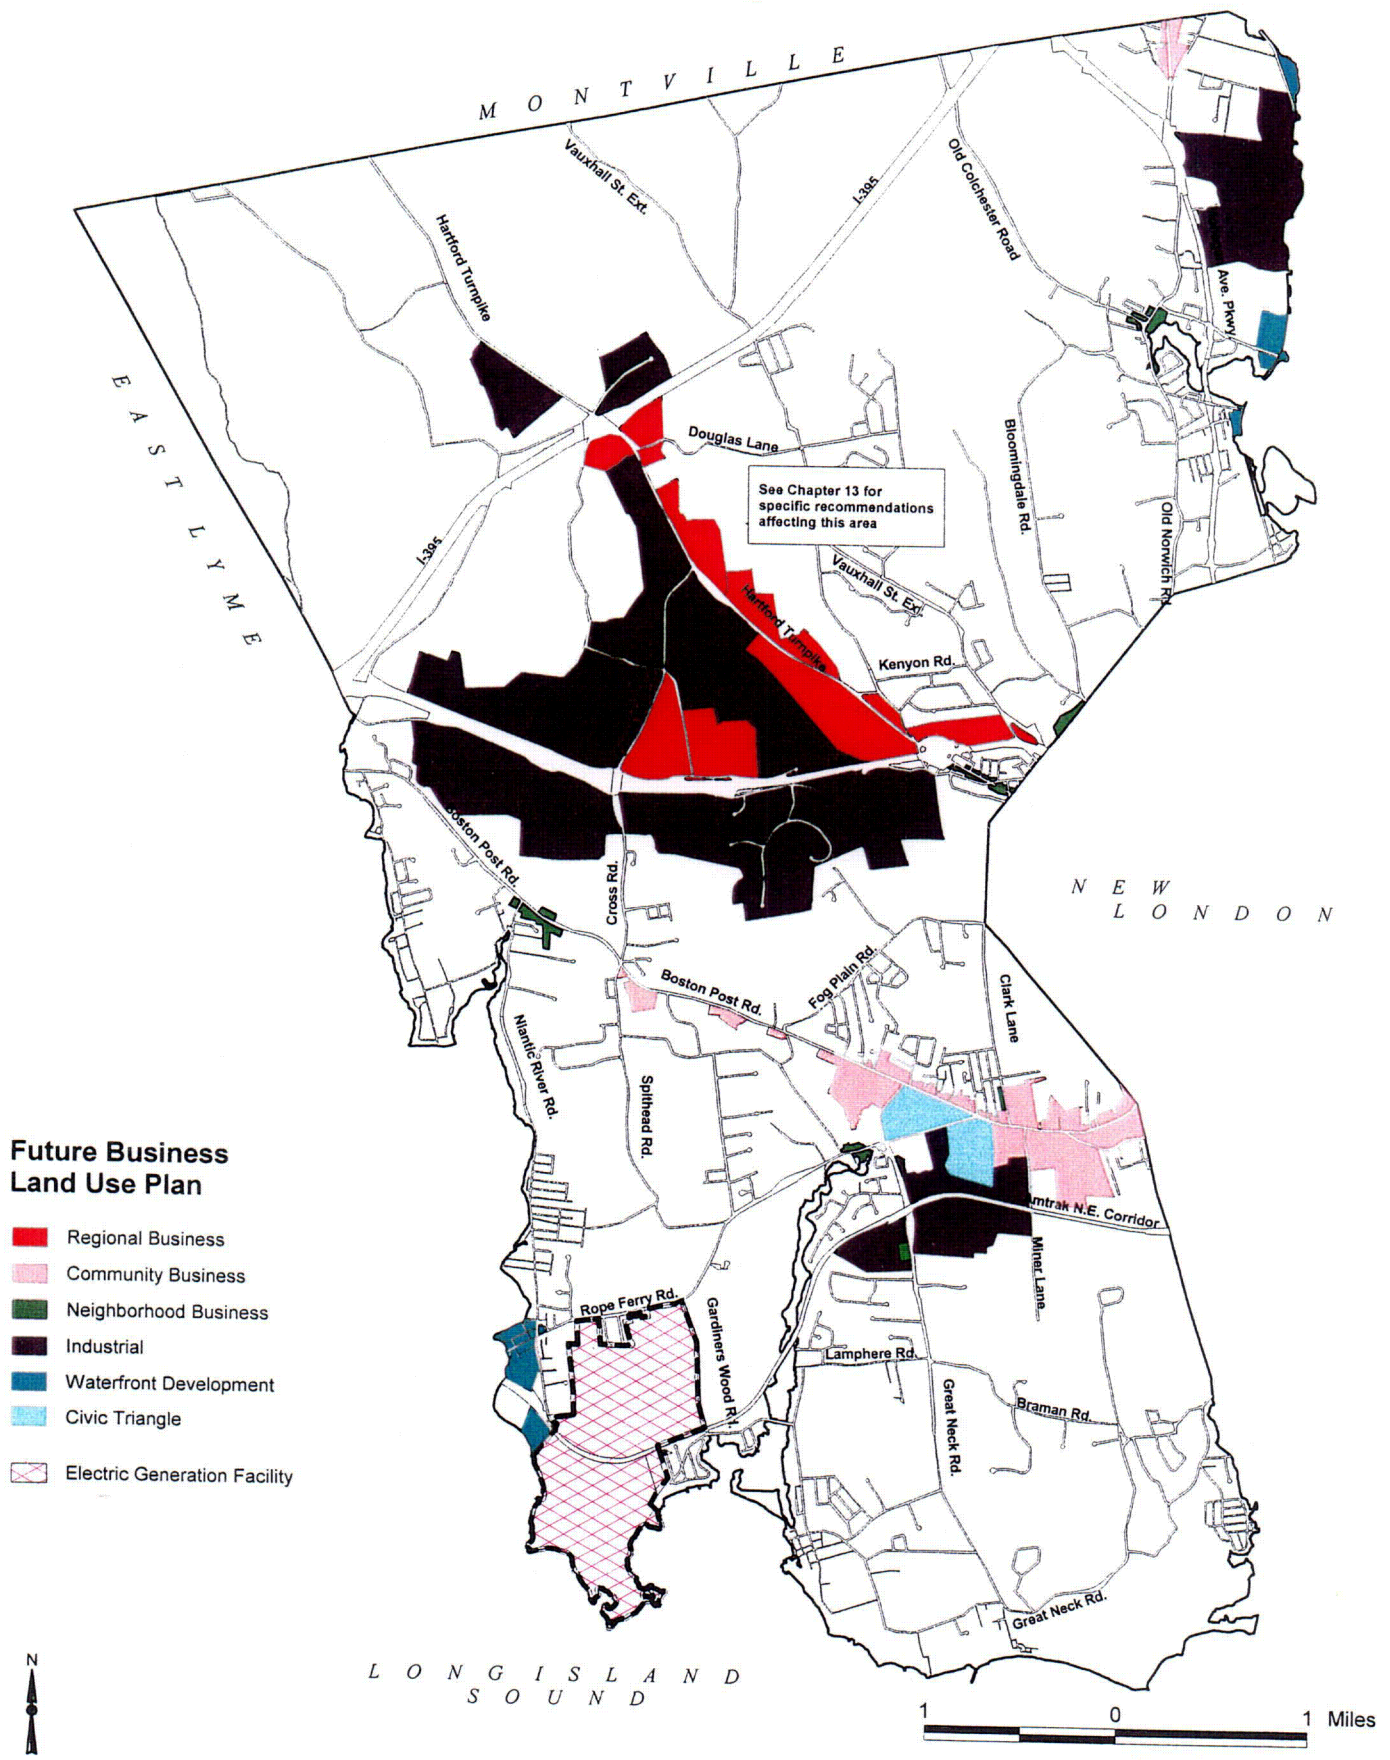 MONTVILLE
Vauxhall St. Ext.
I-395
Old Colchester Road
Hartford Turnpike
Ave. Pkwy
EAST LYME
Douglas Lane
See Chapter 13 for
specific recommendations
affecting this area
Bloomingdale Rd.
Old Norwich Rd
I-395
Vauxhall St. Ext
Hartford Turnpike
Kenyon Rd.
Boston Post Rd.
Cross Rd.
NEW
LONDON
Boston Post Rd.
Fog Plain Rd.
Clark Lane
Niantic River Rd.
Spithead Rd.
Future Business
Land Use Plan
Regional Business
Community Business
Neighborhood Business
Industrial
Waterfront Development
Civic Triangle
Electric Generation Facility
Amtrak N.E. Corridor
Miner Lane
Rope Ferry Rd.
Gardiners Wood Rd.
Lamphere Rd.
Great Neck Rd.
Braman Rd.
Great Neck Rd.
N
LONG ISLAND
SOUND
1 0 1 Miles